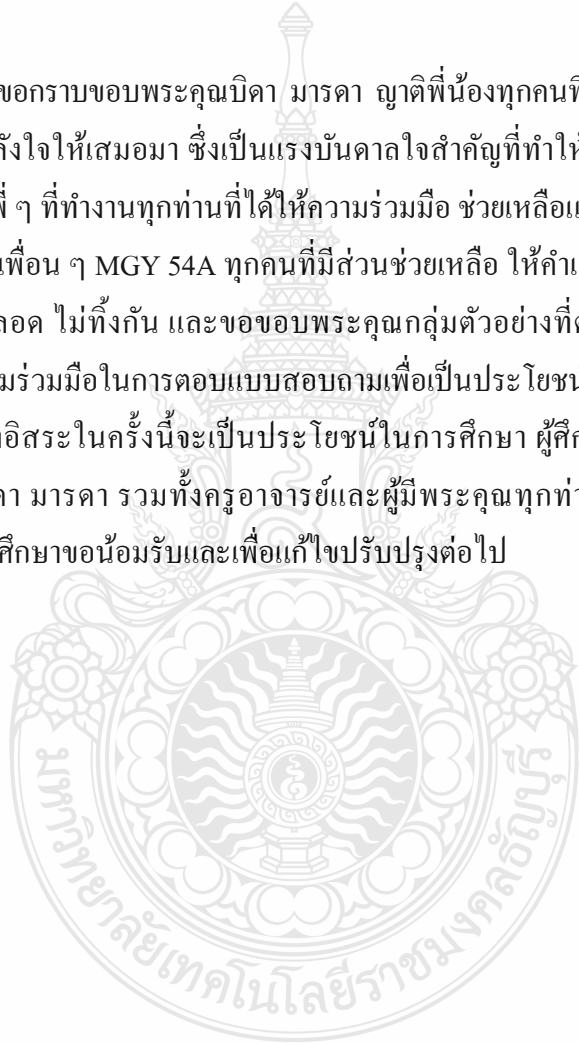 ขอกราบขอบพระคุณบิดา มารดา ญาติพี่น้องทุกคนที่
ังใจให้เสมอมา ซึ่งเป็นแรงบันดาลใจสำคัญที่ทำให้
พี่ ๆ ที่ทำงานทุกท่านที่ได้ให้ความร่วมมือ ช่วยเหลือแ
เพื่อน ๆ MGY 54A ทุกคนที่มีส่วนช่วยเหลือ ให้คำแ
ลอด ไม่ทิ้งกัน และขอขอบพระคุณกลุ่มตัวอย่างที่
มร่วมมือในการตอบแบบสอบถามเพื่อเป็นประโยชน์
อิสระในครั้งนี้จะเป็นประโยชน์ในการศึกษา ผู้ศึก
ดา มารดา รวมทั้งครูอาจารย์และผู้มีพระคุณทุกท่า
ศึกษาขอน้อมรับและเพื่อแก้ไขปรับปรุงต่อไป
มหาวิทยาลัยเทคโนโลยีราชมงคลธัญบุรี